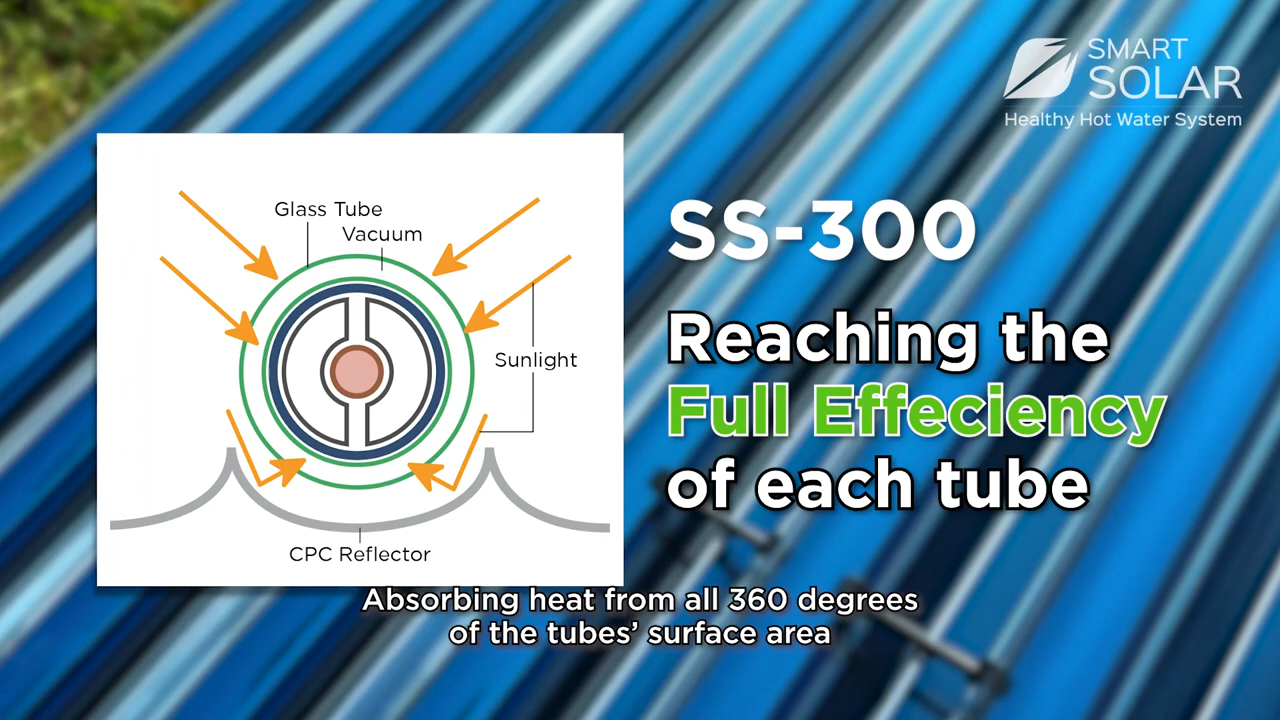 SMART
SOLAR
Healthy Hot Water System
Glass Tube
Vacuum
Sunlight
CPC Reflector
SS-300
Reaching the
Full Effeciency
of each tube
Absorbing heat from all 360 degrees
of the tubes’ surface area